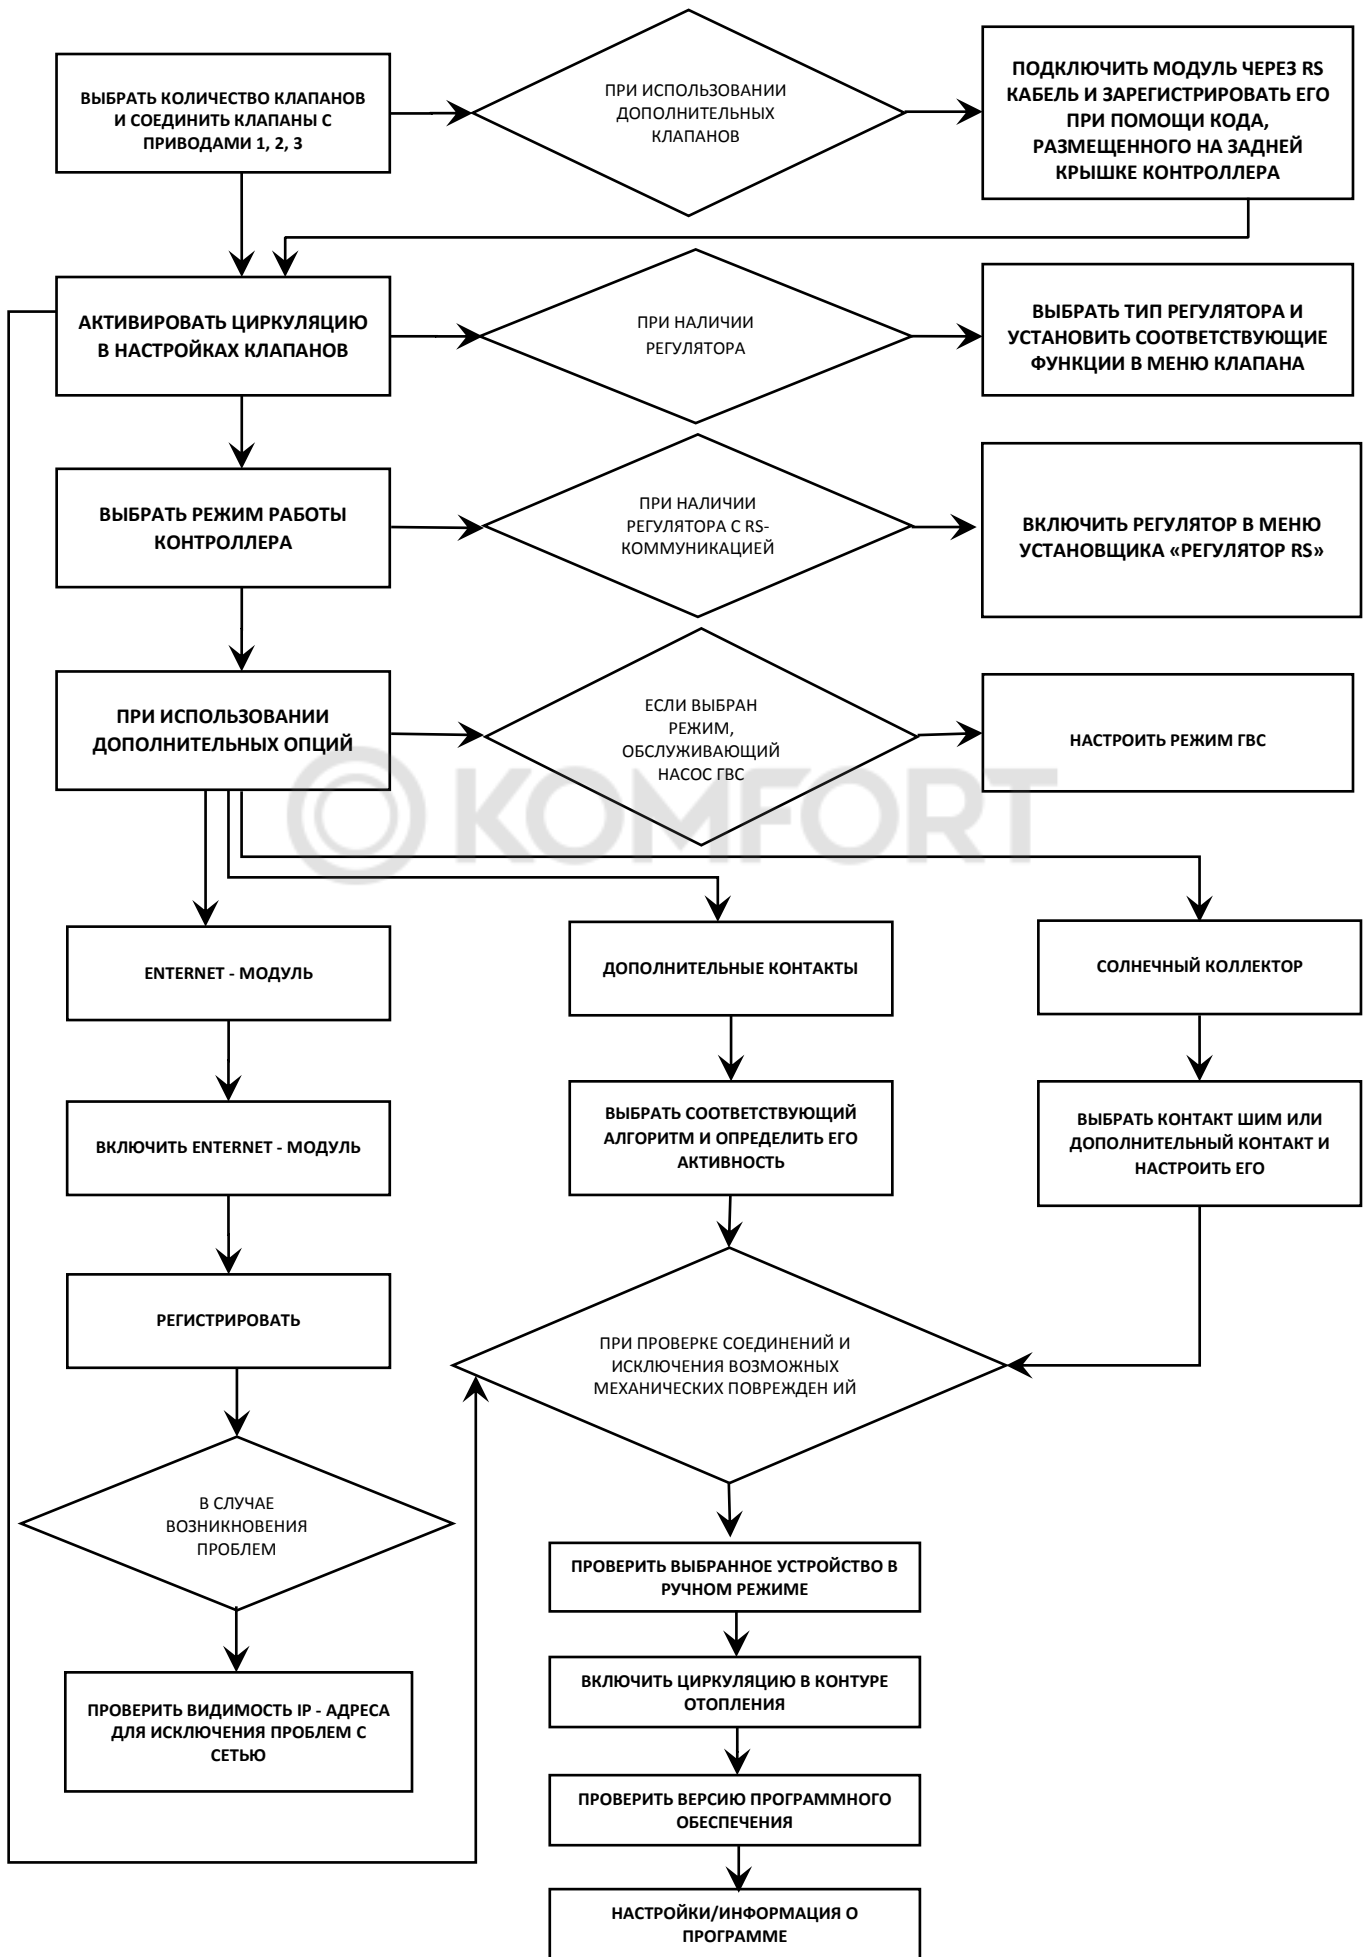 ВЫБРАТЬ КОЛИЧЕСТВО КЛАПАНОВ
И СОЕДИНИТЬ КЛАПАНЫ С
ПРИВОДАМИ 1, 2, 3
ПРИ ИСПОЛЬЗОВАНИИ
ДОПОЛНИТЕЛЬНЫХ
КЛАПАНОВ
ПОДКЛЮЧИТЬ МОДУЛЬ ЧЕРЕЗ RS
КАБЕЛЬ И ЗАРЕГИСТРИРОВАТЬ ЕГО
ПРИ ПОМОЩИ КОДА,
РАЗМЕЩЕННОГО НА ЗАДНЕЙ
КРЫШКЕ КОНТРОЛЛЕРА
АКТИВИРОВАТЬ ЦИРКУЛЯЦИЮ
В НАСТРОЙКАХ КЛАПАНОВ
ПРИ НАЛИЧИИ
РЕГУЛЯТОРА
ВЫБРАТЬ ТИП РЕГУЛЯТОРА И
УСТАНОВИТЬ СООТВЕТСТВУЮЩИЕ
ФУНКЦИИ В МЕНЮ КЛАПАНА
ВЫБРАТЬ РЕЖИМ РАБОТЫ
КОНТРОЛЛЕРА
ПРИ НАЛИЧИИ
РЕГУЛЯТОРА С RS-
КОММУНИКАЦИЕЙ
ВКЛЮЧИТЬ РЕГУЛЯТОР В МЕНЮ
УСТАНОВЩИКА «РЕГУЛЯТОР RS»
ПРИ ИСПОЛЬЗОВАНИИ
ДОПОЛНИТЕЛЬНЫХ ОПЦИЙ
ЕСЛИ ВЫБРАН
РЕЖИМ,
ОБСЛУЖИВАЮЩИЙ
НАСОС ГВС
НАСТРОИТЬ РЕЖИМ ГВС
KOMFORT
ENTERNET - МОДУЛЬ
ДОПОЛНИТЕЛЬНЫЕ КОНТАКТЫ
СОЛНЕЧНЫЙ КОЛЛЕКТОР
ВКЛЮЧИТЬ ENTERNET - МОДУЛЬ
ВЫБРАТЬ СООТВЕТСТВУЮЩИЙ
АЛГОРИТМ И ОПРЕДЕЛИТЬ ЕГО
АКТИВНОСТЬ
ВЫБРАТЬ КОНТАКТ ШИМ ИЛИ
ДОПОЛНИТЕЛЬНЫЙ КОНТАКТ И
НАСТРОИТЬ ЕГО
РЕГИСТРИРОВАТЬ
ПРИ ПРОВЕРКЕ СОЕДИНЕНИЙ И
ИСКЛЮЧЕНИЯ ВОЗМОЖНЫХ
МЕХАНИЧЕСКИХ ПОВРЕЖДЕН ИЙ
В СЛУЧАЕ
ВОЗНИКНОВЕНИЯ
ПРОБЛЕМ
ПРОВЕРИТЬ ВЫБРАННОЕ УСТРОЙСТВО В
РУЧНОМ РЕЖИМЕ
ВКЛЮЧИТЬ ЦИРКУЛЯЦИЮ В КОНТУРЕ
ОТОПЛЕНИЯ
ПРОВЕРИТЬ ВИДИМОСТЬ IP - АДРЕСА
ДЛЯ ИСКЛЮЧЕНИЯ ПРОБЛЕМ С
СЕТЬЮ
ПРОВЕРИТЬ ВЕРСИЮ ПРОГРАММНОГО
ОБЕСПЕЧЕНИЯ
НАСТРОЙКИ/ИНФОРМАЦИЯ О
ПРОГРАММЕ